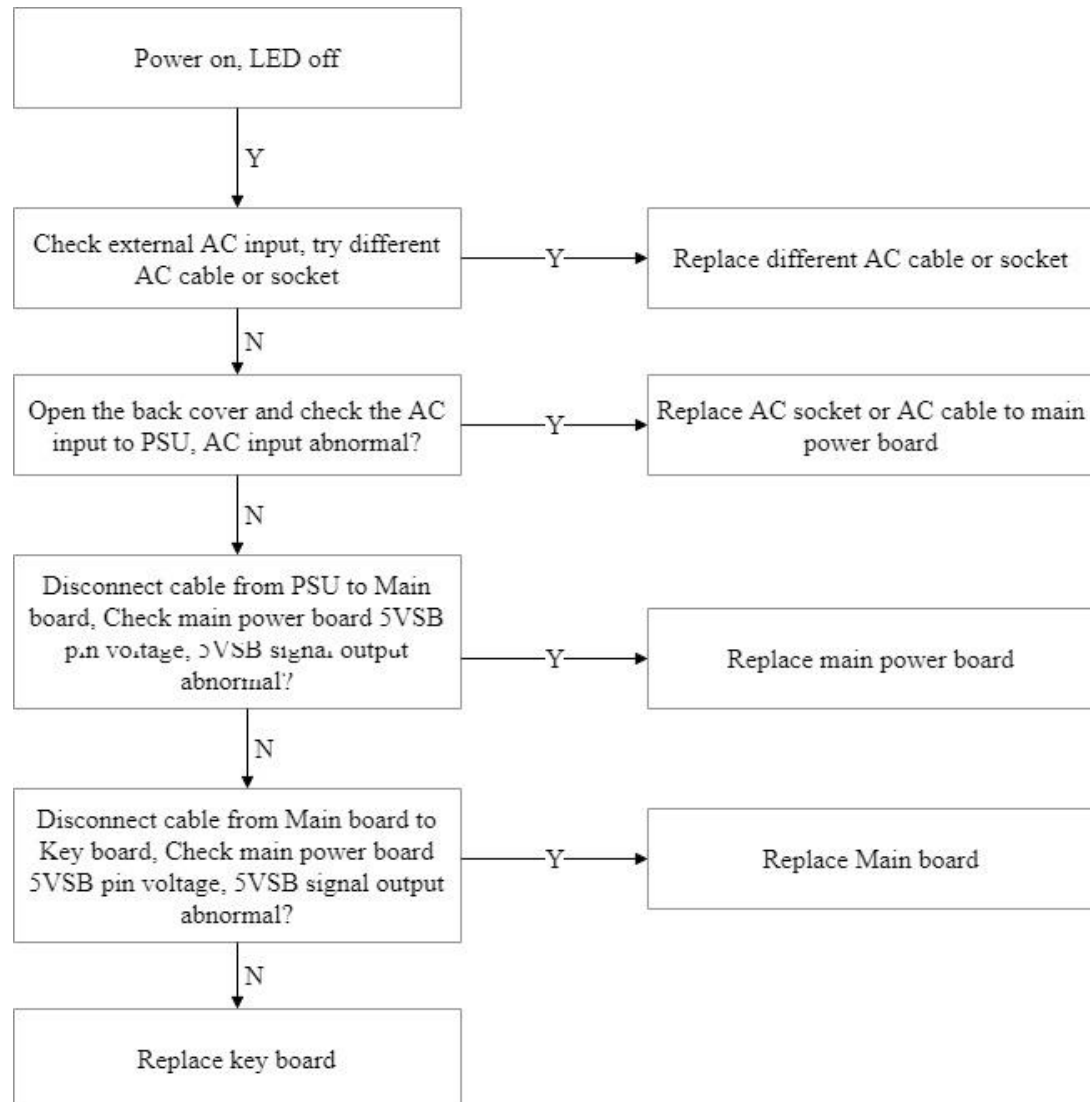 Power on, LED off
Y
Check external AC input, try different
AC cable or socket
Y
Replace different AC cable or socket
N
Open the back cover and check the AC
input to PSU, AC input abnormal?
Y
Replace AC socket or AC cable to main
power board
N
Disconnect cable from PSU to Main
board, Check main power board 5VSB
pin voltage, 5VSB signal output
abnormal?
Y
Replace main power board
N
Disconnect cable from Main board to
Key board, Check main power board
5VSB pin voltage, 5VSB signal output
abnormal?
Y
Replace Main board
N
Replace key board